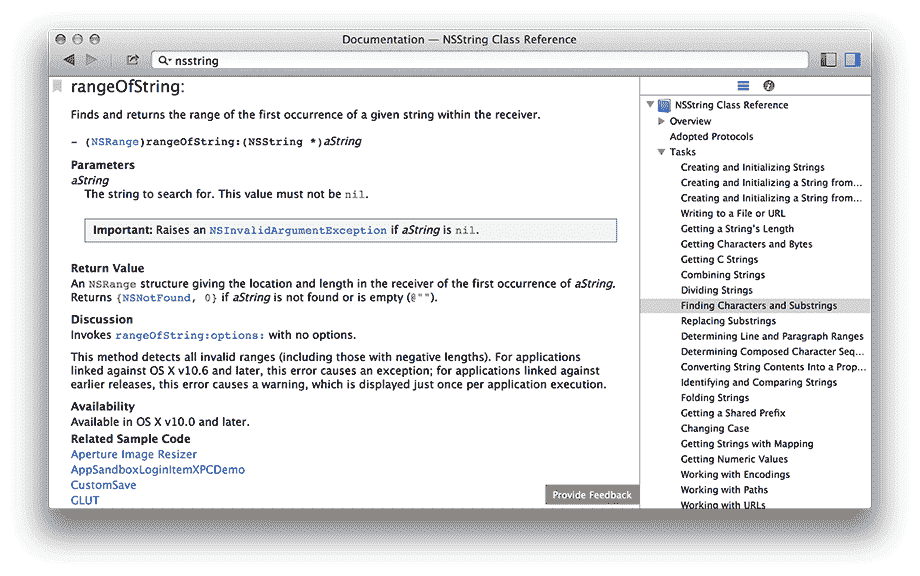 Documentation — NSString Class Reference
nsstring
rangeOfString:
Finds and returns the range of the first occurrence of a given string within the receiver.
- (NSRange)rangeOfString:(NSString *)aString
Parameters
aString
The string to search for. This value must not be nil.
Important: Raises an NSInvalidArgumentException if aString is nil.
Return Value
An NSRange structure giving the location and length in the receiver of the first occurrence of aString.
Returns {NSNotFound, 0} if aString is not found or is empty (@"").
Discussion
Invokes rangeOfString:options: with no options.
This method detects all invalid ranges (including those with negative lengths). For applications
linked against OS X v10.6 and later, this error causes an exception; for applications linked against
earlier releases, this error causes a warning, which is displayed just once per application execution.
Availability
Available in OS X v10.0 and later.
Related Sample Code
Aperture Image Resizer
AppSandboxLoginItemXPCDemo
CustomSave
GLUT
Provide Feedback
NSString Class Reference
Overview
Adopted Protocols
Tasks
Creating and Initializing Strings
Creating and Initializing a String from...
Creating and Initializing a String from...
Writing to a File or URL
Getting a String's Length
Getting Characters and Bytes
Getting C Strings
Combining Strings
Dividing Strings
Finding Characters and Substrings
Replacing Substrings
Determining Line and Paragraph Ranges
Determining Composed Character Seq...
Converting String Contents Into a Prop...
Identifying and Comparing Strings
Folding Strings
Getting a Shared Prefix
Changing Case
Getting Strings with Mapping
Getting Numeric Values
Working with Encodings
Working with Paths
Working with URLs